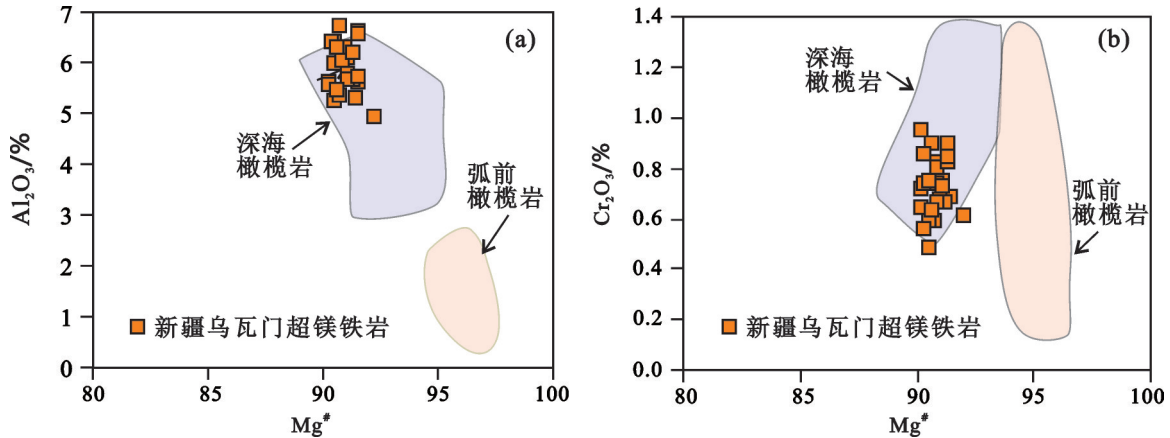 7
6
5
4
3
2
1
0
Al₂O₃/%
(a)
深海
橄榄岩
弧前
橄榄岩
新疆乌瓦门超镁铁岩
80
85
90
95
100
Mg#
1.4
1.2
1.0
0.8
0.6
0.4
0.2
0.0
Cr₂O₃/%
(b)
深海
橄榄岩
弧前
橄榄岩
新疆乌瓦门超镁铁岩
80
85
90
95
100
Mg#